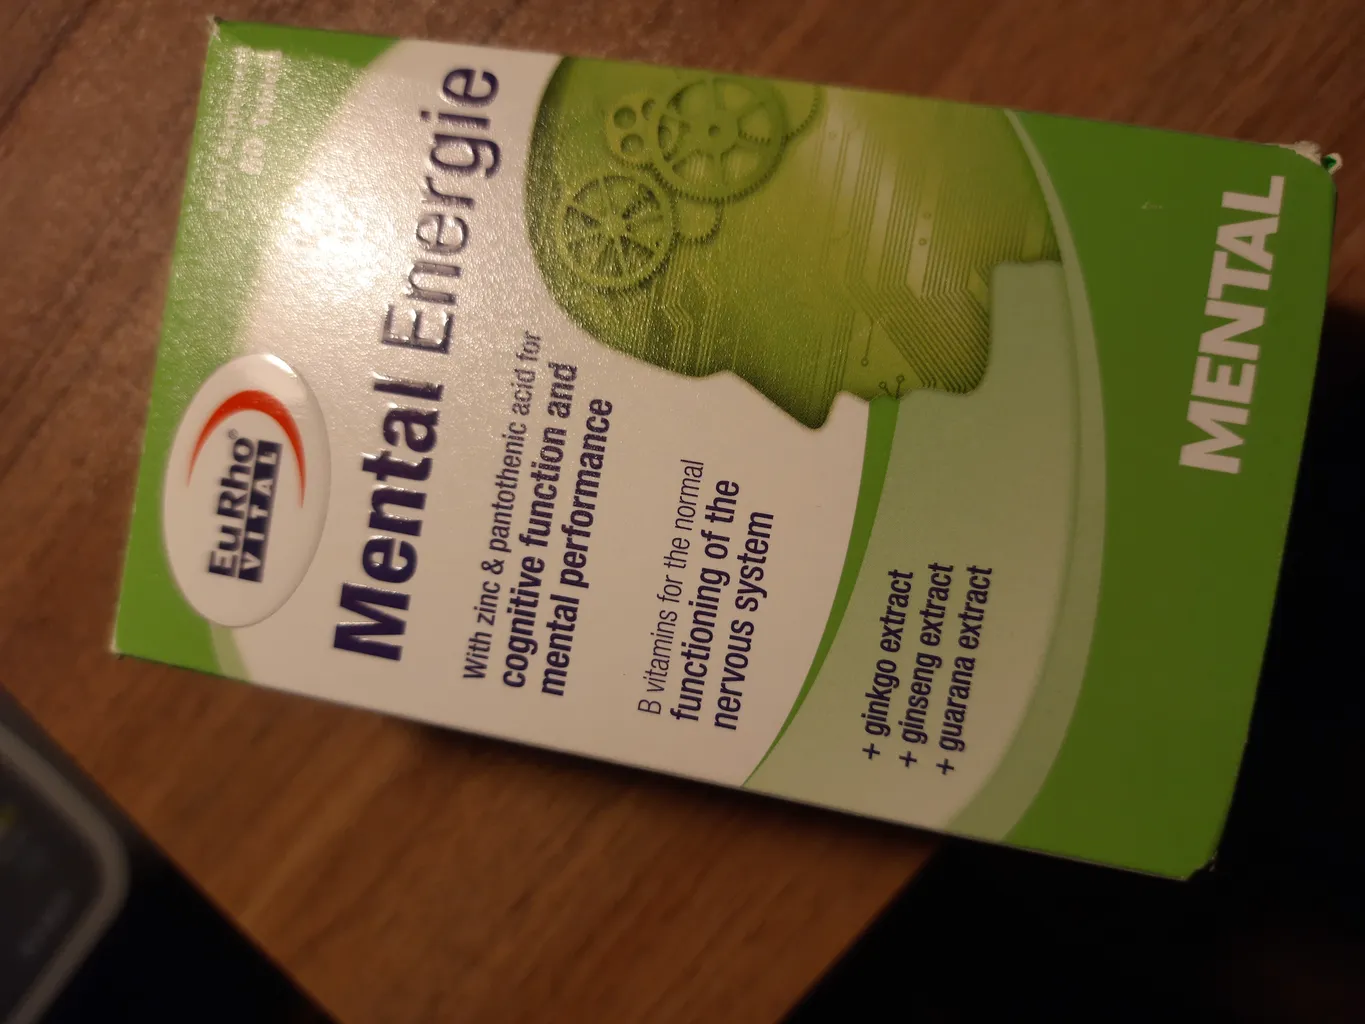 EuRho®
VITAL
Mental Energie
With zinc & pantothenic acid for
cognitive function and
mental performance
B vitamins for the normal
functioning of the
nervous system
+ ginkgo extract
+ ginseng extract
+ guarana extract
MENTAL